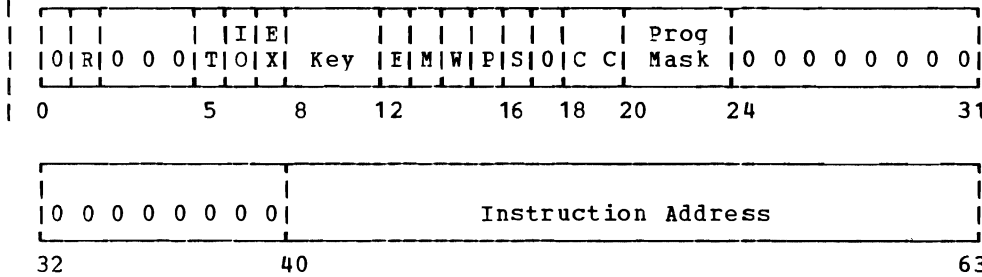 I E Prog
0 R 0 0 0 T O X Key E M W P S 0 C C Mask 0 0 0 0 0 0 0 0
0 5 8 12 16 18 20 24 31
0 0 0 0 0 0 0 0 Instruction Address
32 40 63